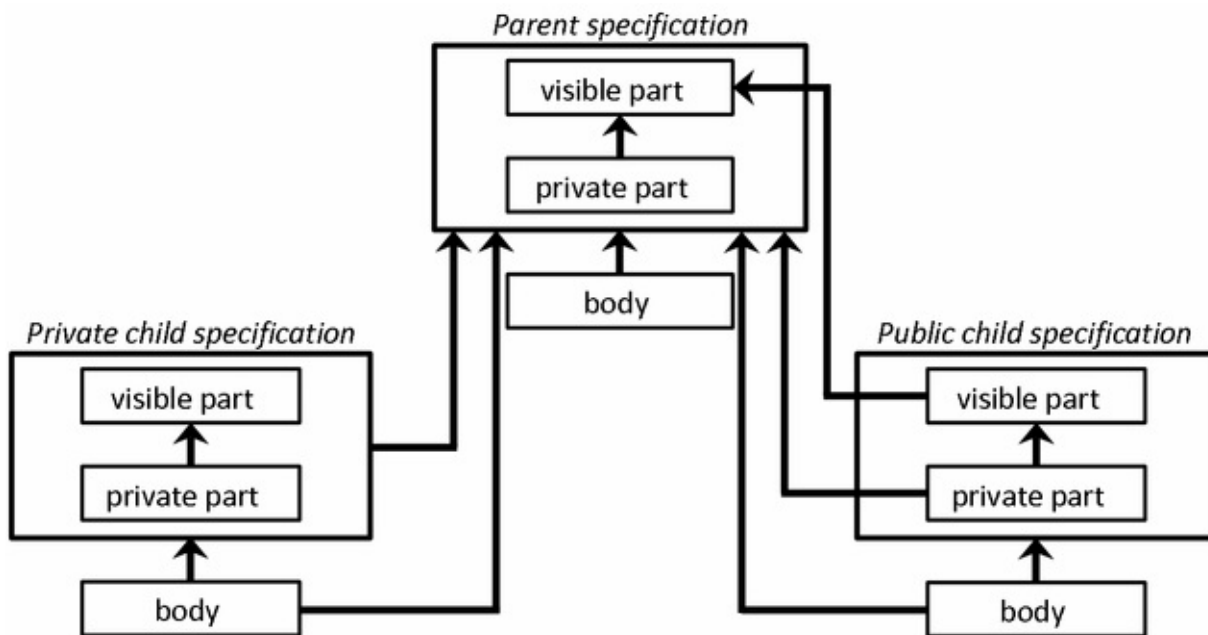 Parent specification
visible part
private part
body
Private child specification
visible part
private part
body
Public child specification
visible part
private part
body